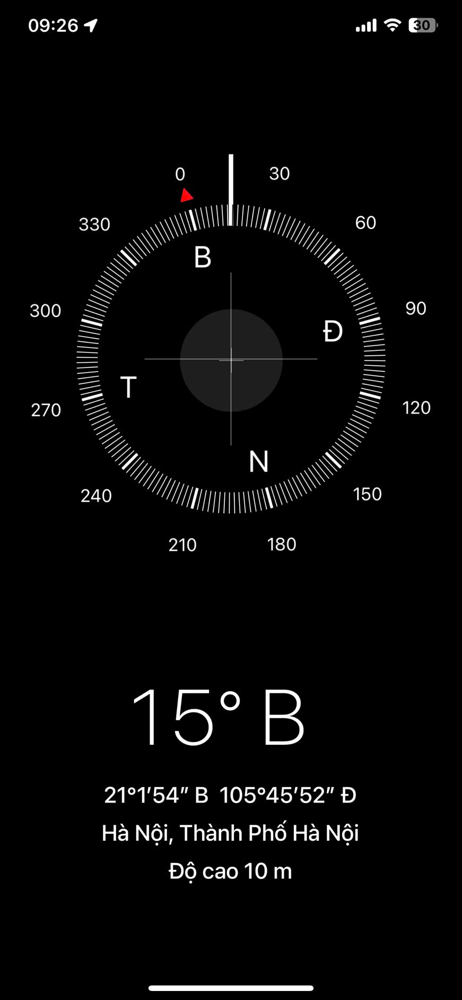 09:26
30
0
30
330
60
B
300
90
Đ
T
270
120
N
240
150
210
180
15° B
21°1′54″ B 105°45′52″ Đ
Hà Nội, Thành Phố Hà Nội
Độ cao 10 m